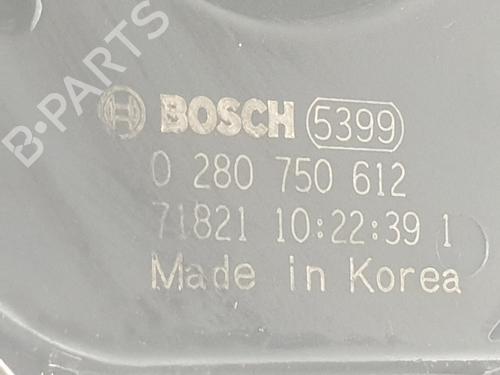 B-PARTS
BOSCH 5399
0 280 750 612
71821 10:22:39 1
Made in Korea